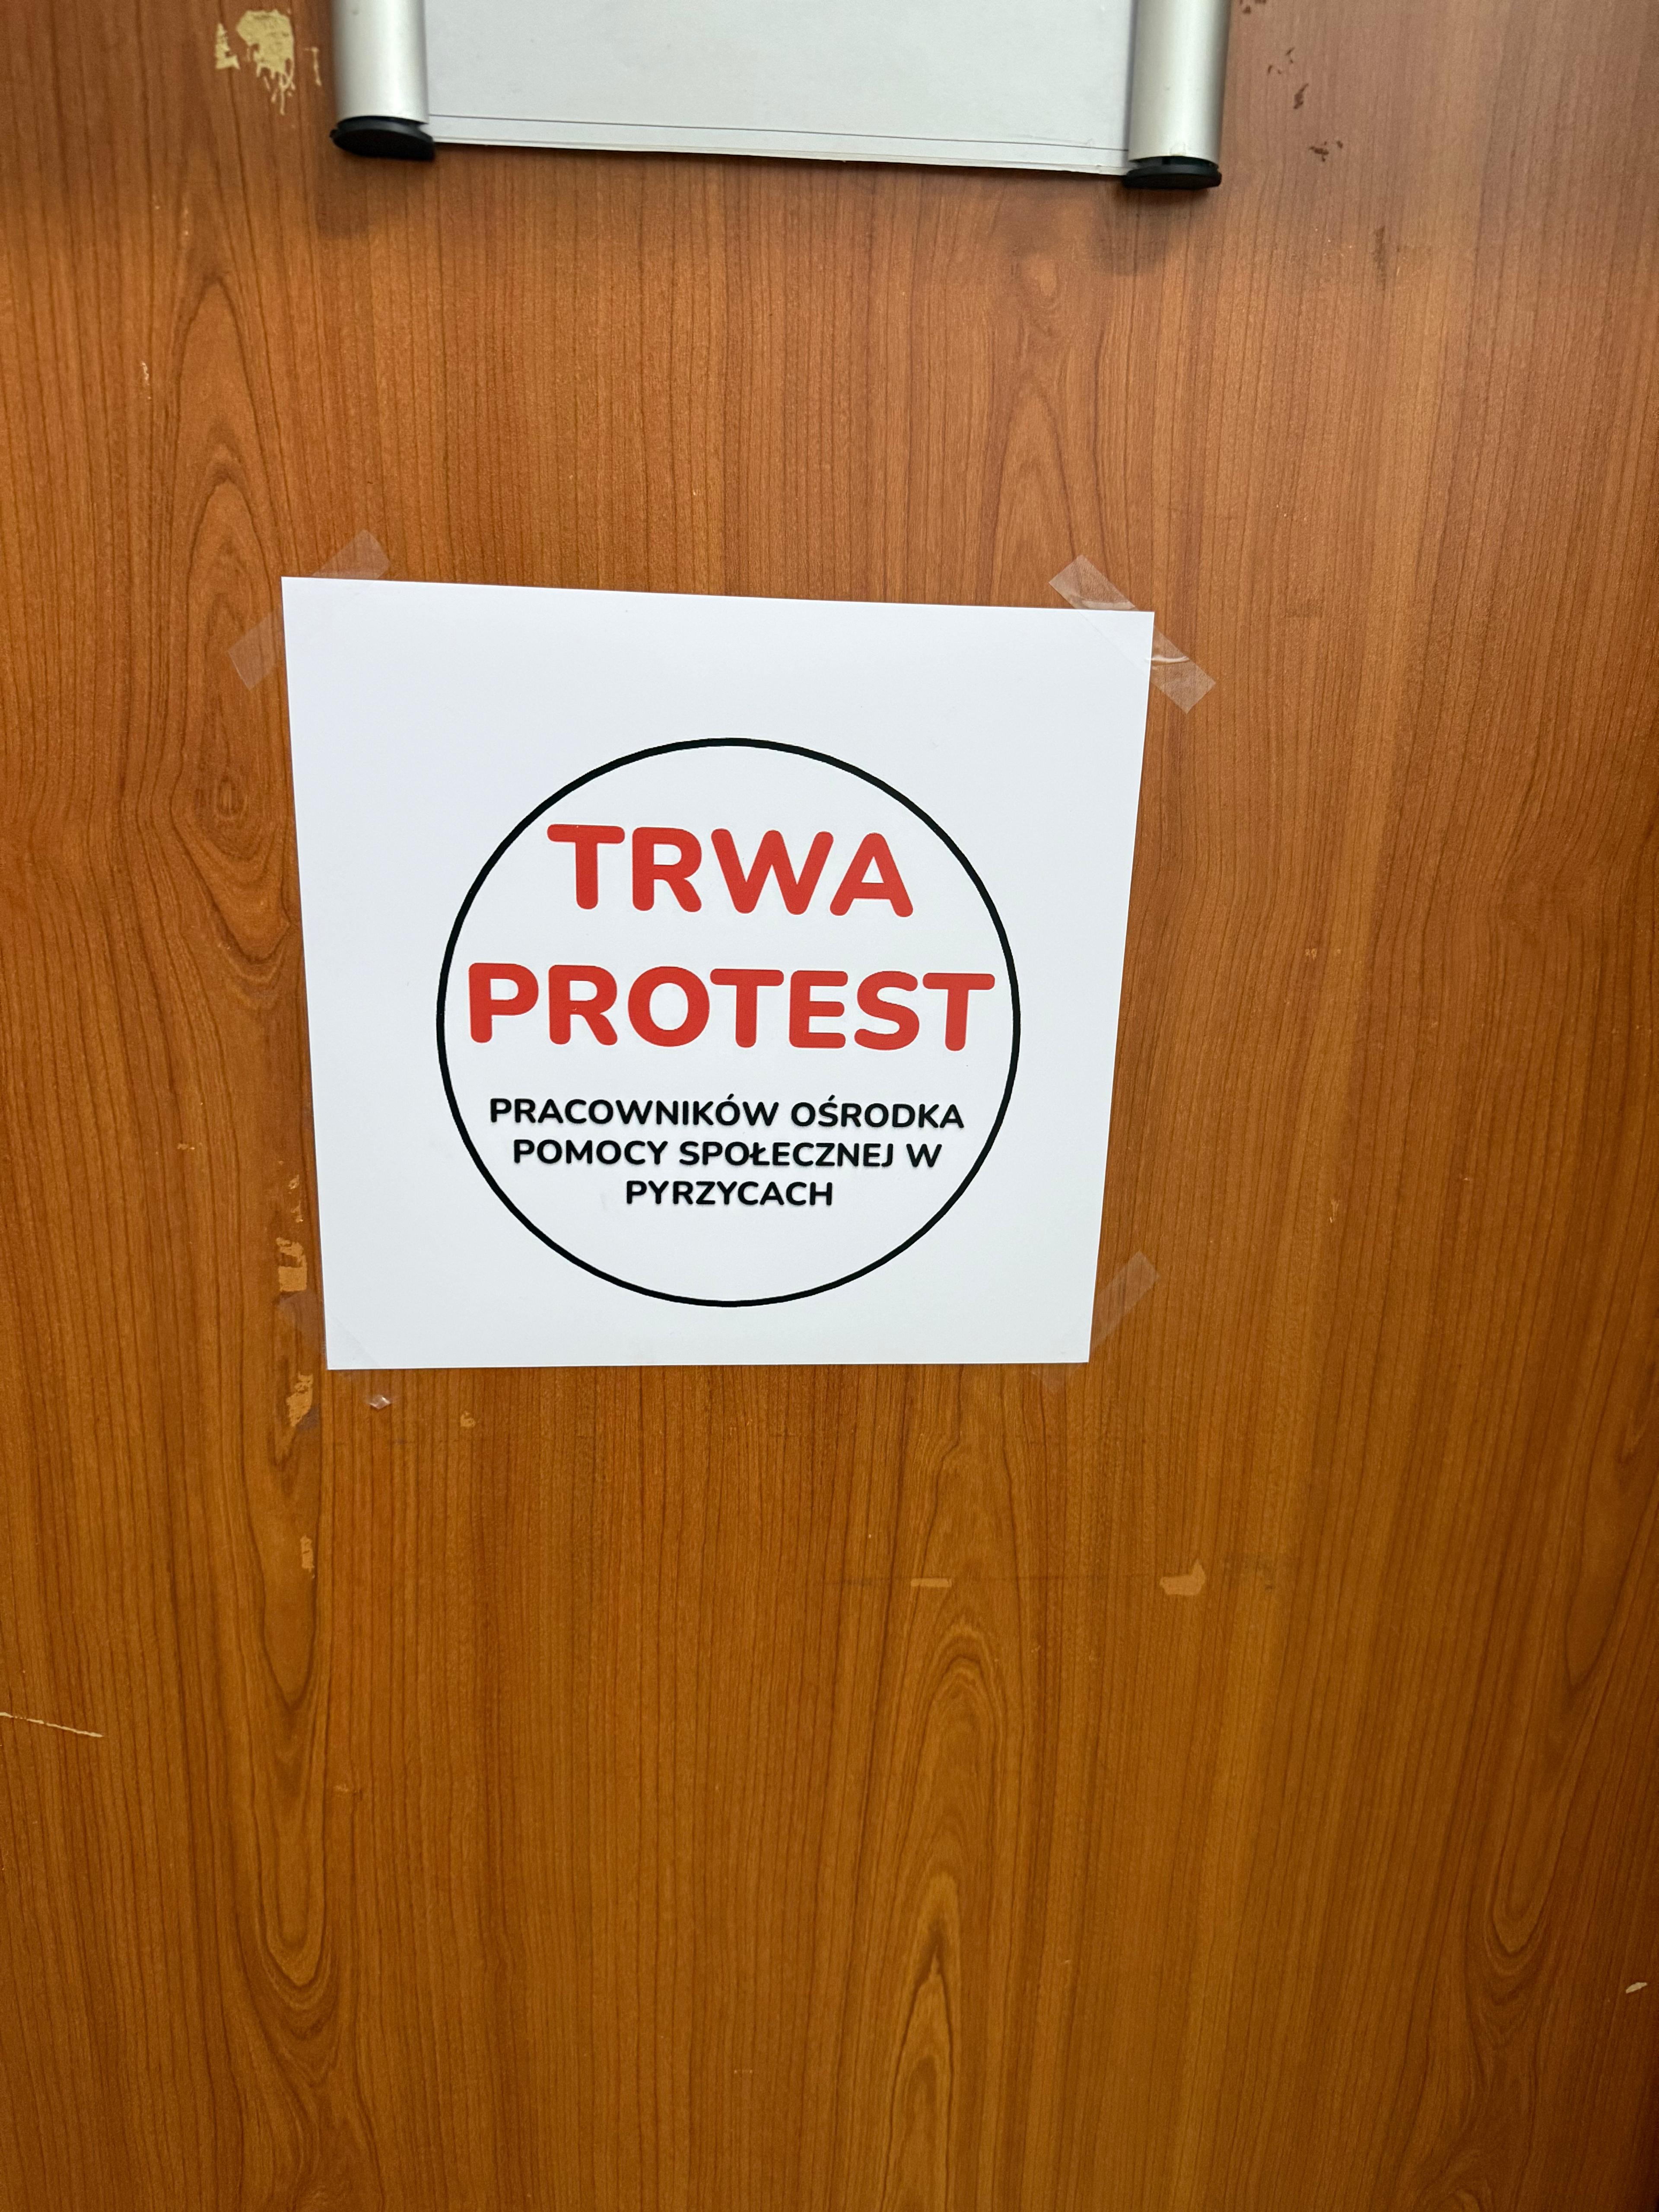 TRWA
PROTEST
PRACOWNIKÓW OŚRODKA
POMOCY SPOŁECZNEJ W
PYRZYCACH